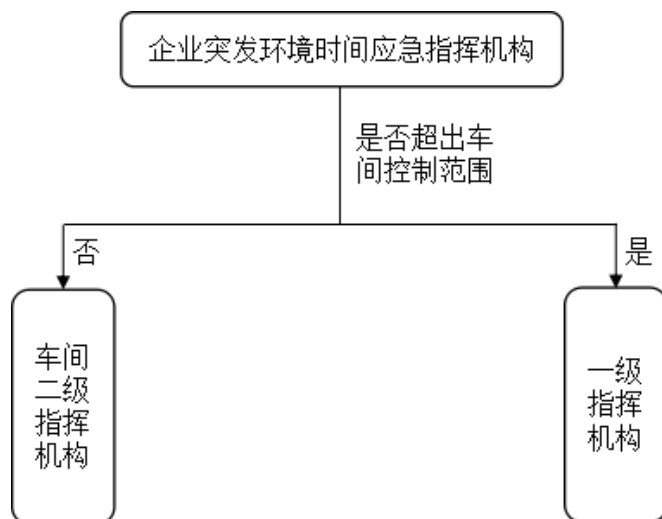 企业突发环境时间应急指挥机构
是否超出车
间控制范围
否
是
车间
二级
指挥
机构
一级
指挥
机构